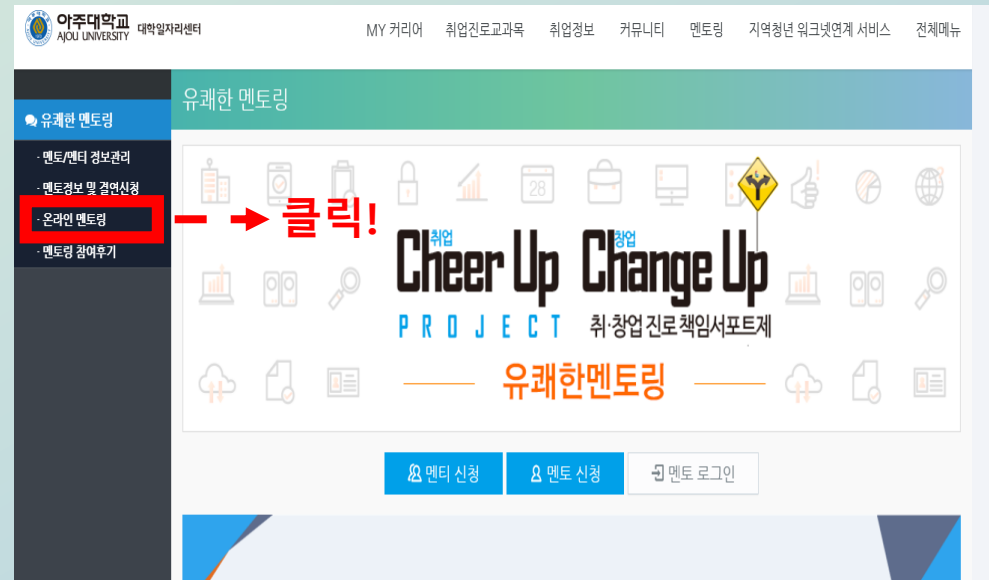 아주대학교 대학일자리센터
AJOU UNIVERSITY
MY 커리어 취업진로교과목 취업정보 커뮤니티 멘토링 지역청년 워크넷연계 서비스 전체메뉴
유쾌한 멘토링
유쾌한 멘토링
· 멘토/멘티 정보관리
· 멘토정보 및 결연신청
· 온라인 멘토링
· 멘토링 참여후기
클릭!
28
취업 창업
Cheer Up Change Up
PROJECT 취·창업 진로 책임서포트제
유쾌한멘토링
멘티 신청 멘토 신청 멘토 로그인